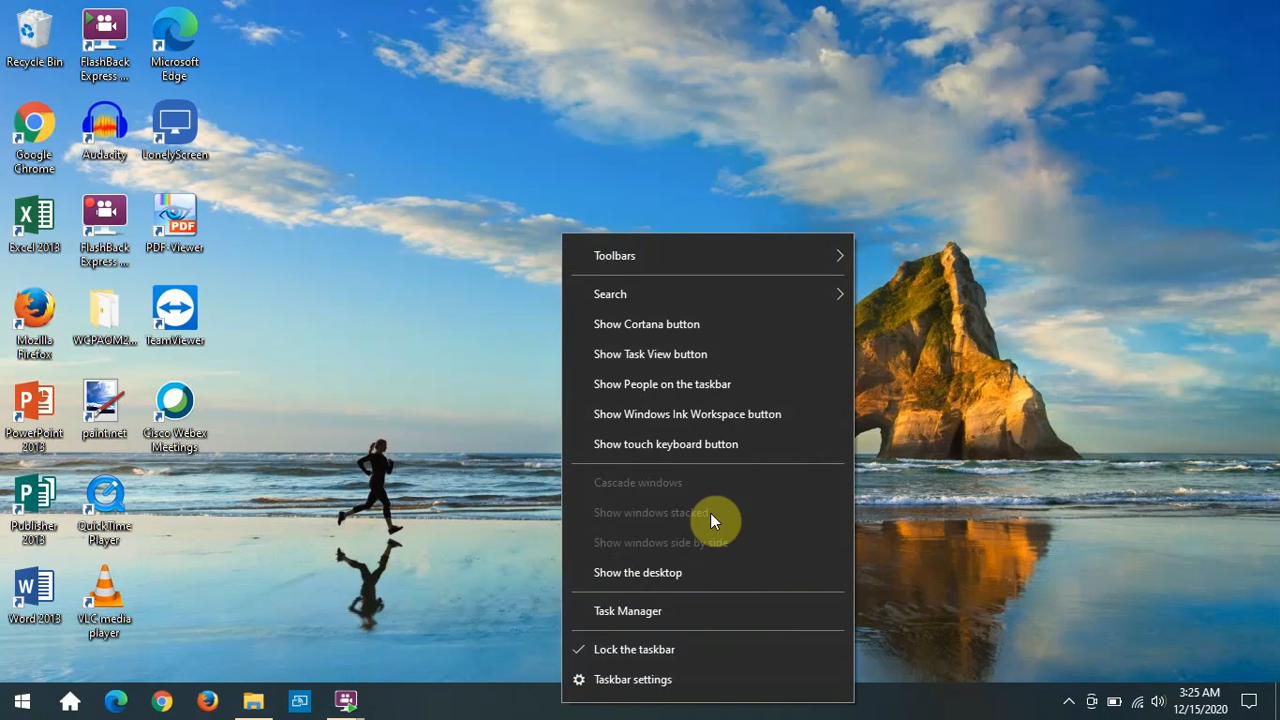 Recycle Bin
FlashBack
Express ...
Microsoft
Edge
Google
Chrome
Audacity
LonelyScreen
Excel 2013
FlashBack
Express ...
PDF-Viewer
PDF
Mozilla
Firefox
WGPAOM2...
TeamViewer
PowerPoint
2013
paint.net
Cisco Webex
Meetings
Publisher
2013
QuickTime
Player
Word 2013
VLC media
player
Toolbars
Search
Show Cortana button
Show Task View button
Show People on the taskbar
Show Windows Ink Workspace button
Show touch keyboard button
Cascade windows
Show windows stacked
Show windows side by side
Show the desktop
Task Manager
Lock the taskbar
Taskbar settings
3:25 AM
12/15/2020